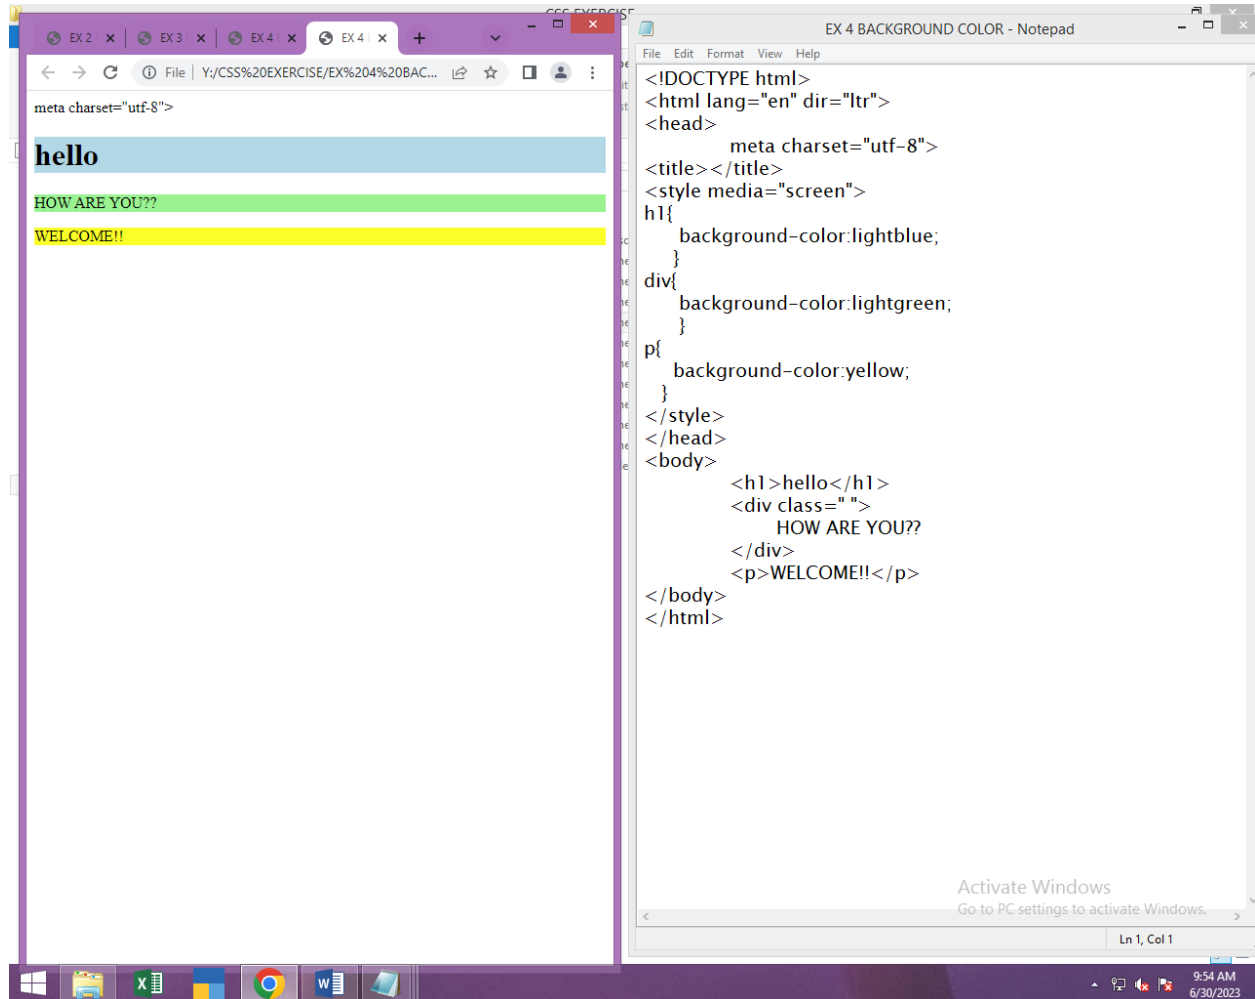 EX 2
EX 3
EX 4
EX 4
File
Y:/CSS%20EXERCISE/EX%204%20BAC...
meta charset="utf-8">
hello
HOW ARE YOU??
WELCOME!!
EX 4 BACKGROUND COLOR - Notepad
File Edit Format View Help
<!DOCTYPE html>
<html lang="en" dir="ltr">
<head>
meta charset="utf-8">
<title></title>
<style media="screen">
h1{
background-color:lightblue;
}
div{
background-color:lightgreen;
}
p{
background-color:yellow;
}
</style>
</head>
<body>
<h1>hello</h1>
<div class=" ">
HOW ARE YOU??
</div>
<p>WELCOME!!</p>
</body>
</html>
Activate Windows
Go to PC settings to activate Windows.
Ln 1, Col 1
9:54 AM
6/30/2023